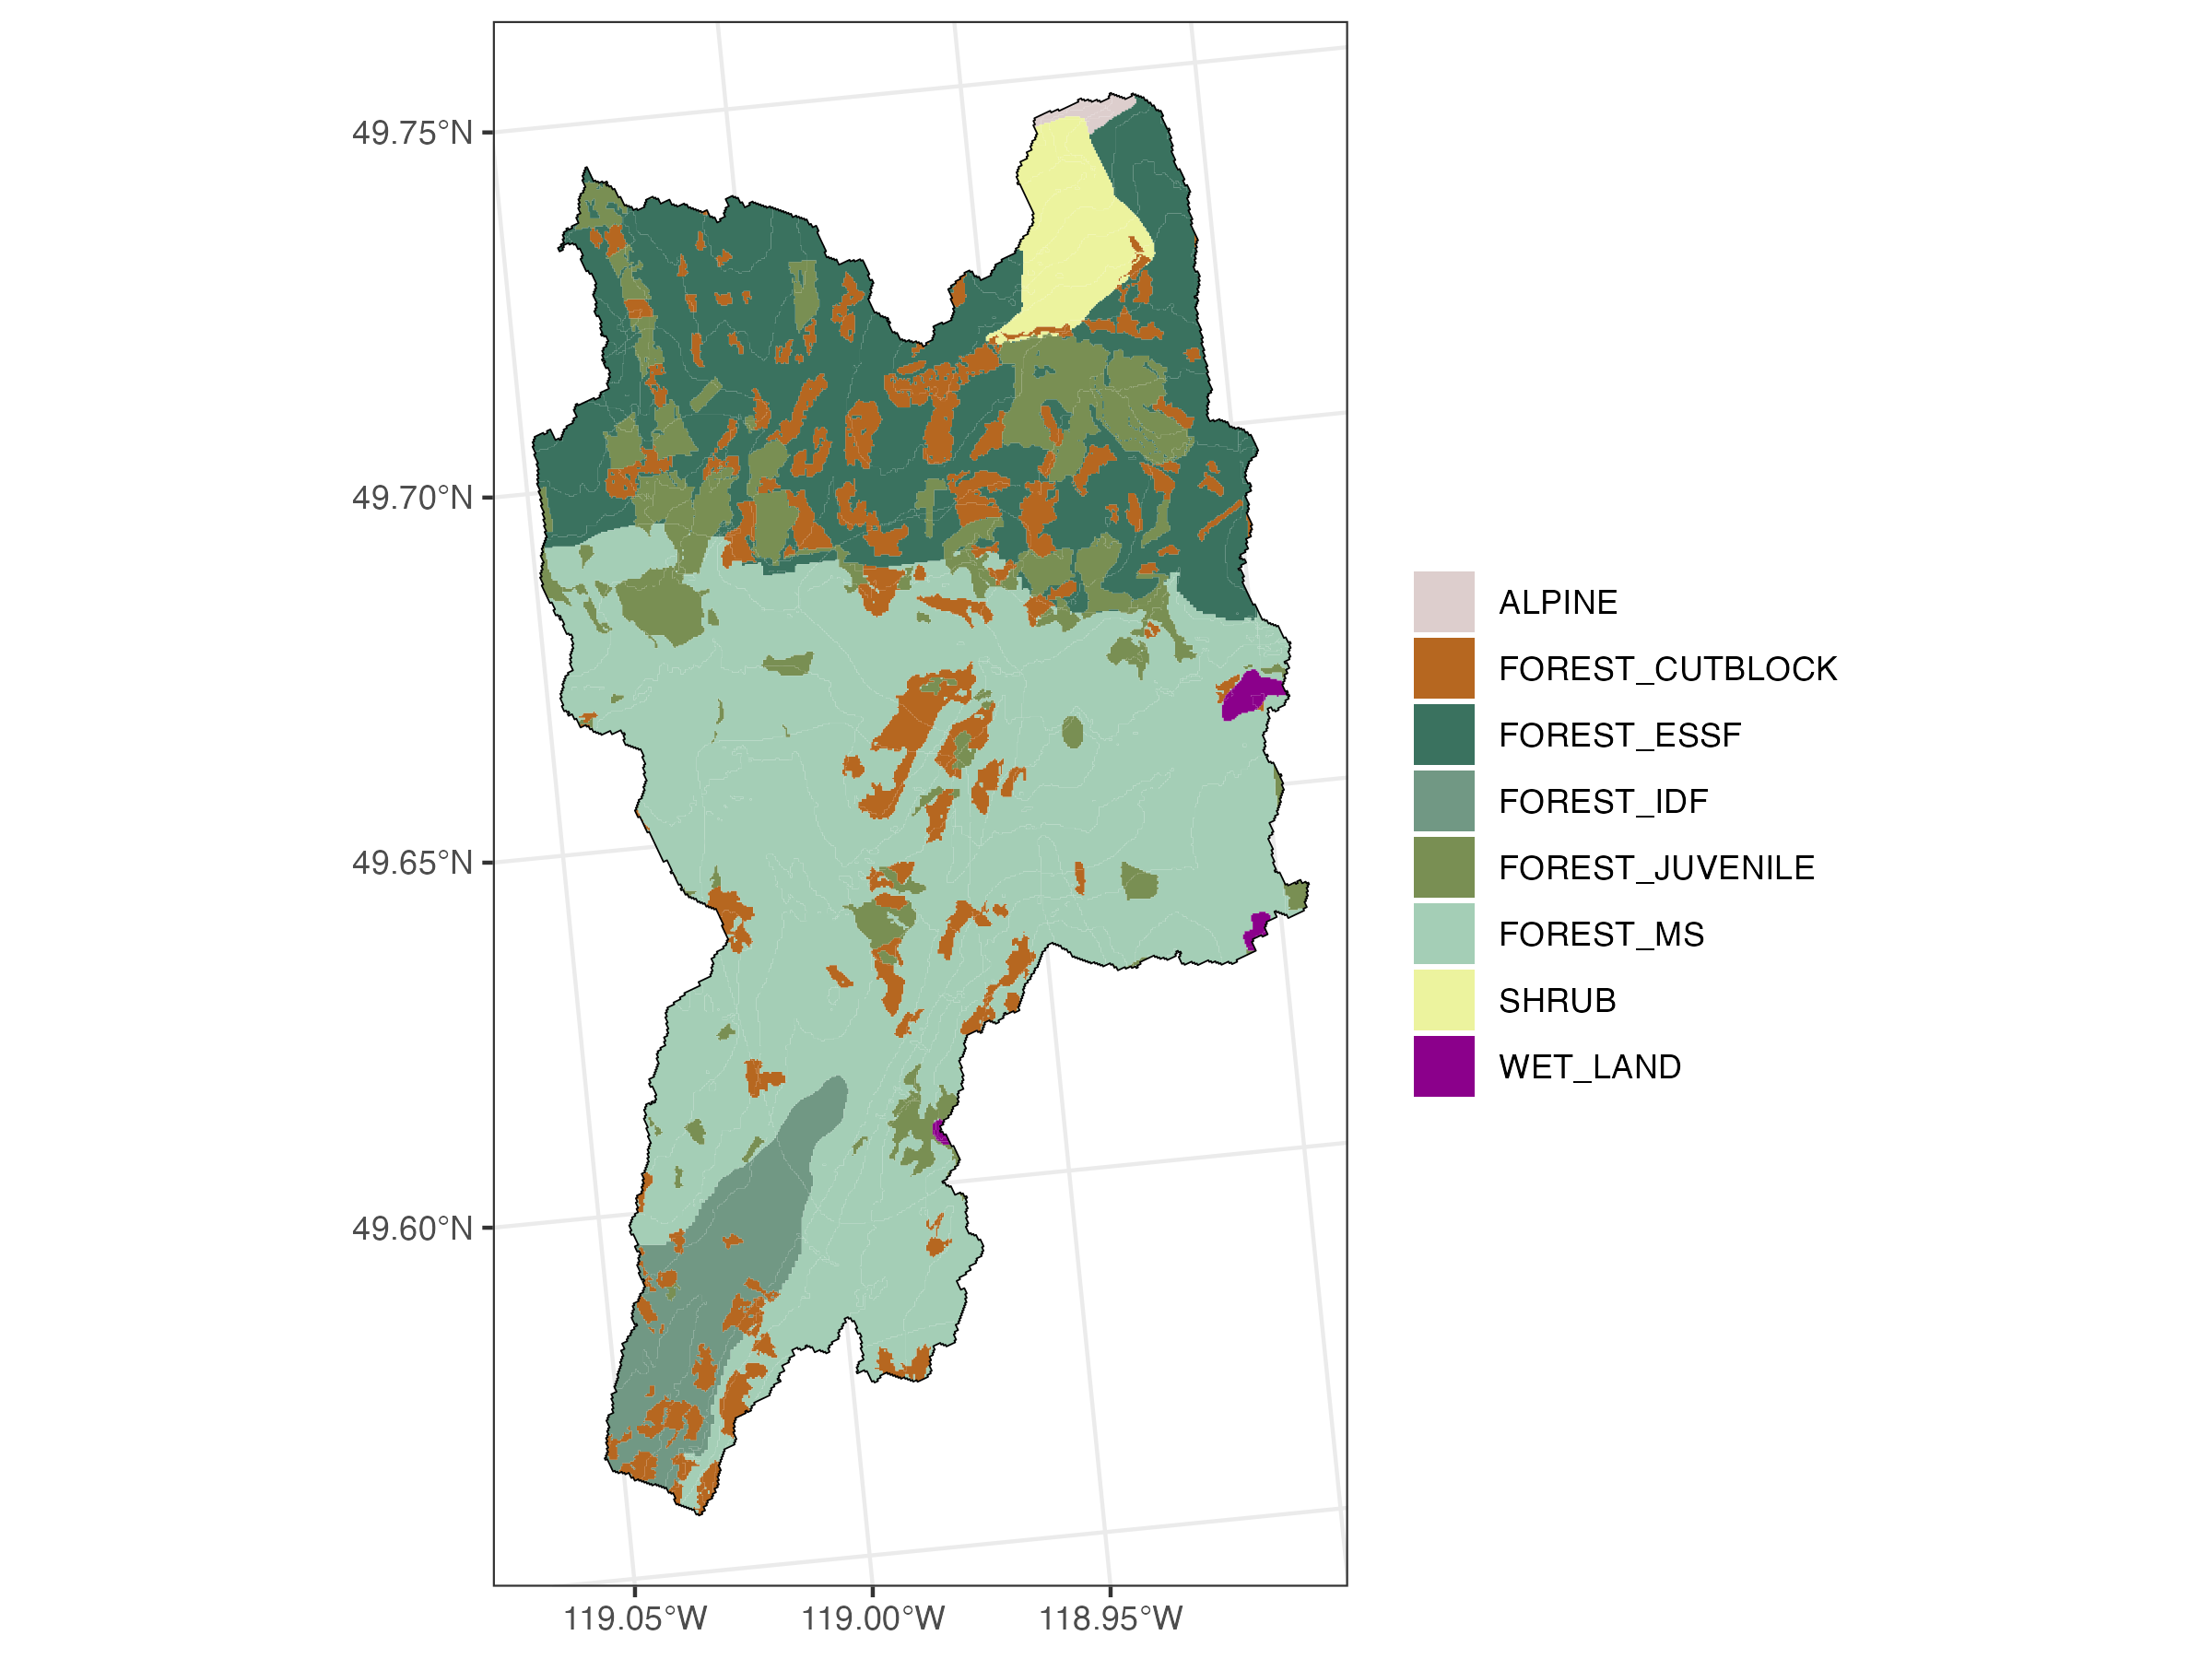 49.75°N
49.70°N
49.65°N
49.60°N
119.05°W
119.00°W
118.95°W
ALPINE
FOREST_CUTBLOCK
FOREST_ESSF
FOREST_IDF
FOREST_JUVENILE
FOREST_MS
SHRUB
WET_LAND